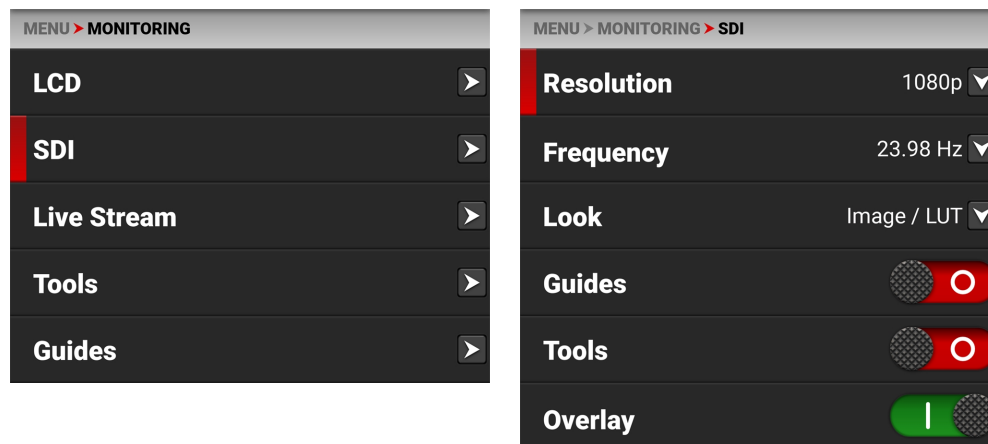 MENU > MONITORING
LCD
SDI
Live Stream
Tools
Guides
MENU > MONITORING > SDI
Resolution 1080p
Frequency 23.98 Hz
Look Image / LUT
Guides
Tools
Overlay